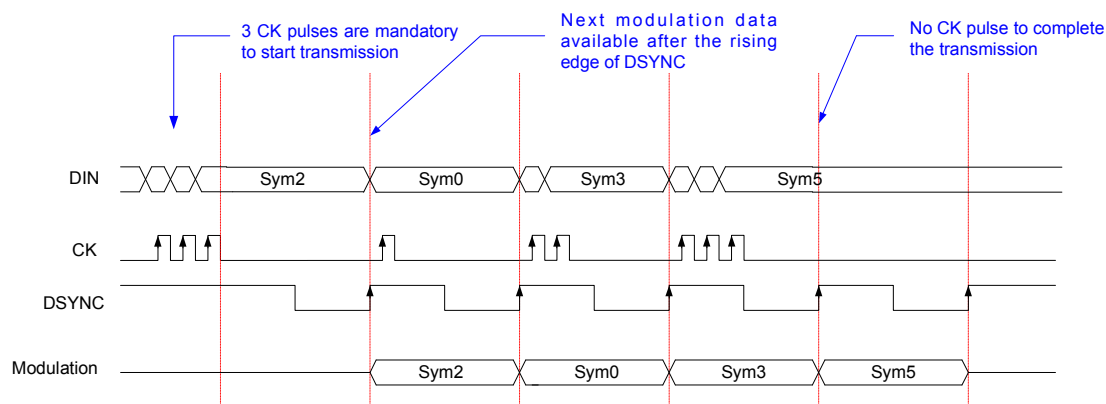 3 CK pulses are mandatory
to start transmission
Next modulation data
available after the rising
edge of DSYNC
No CK pulse to complete
the transmission
DIN
Sym2
Sym0
Sym3
Sym5
CK
DSYNC
Modulation
Sym2
Sym0
Sym3
Sym5